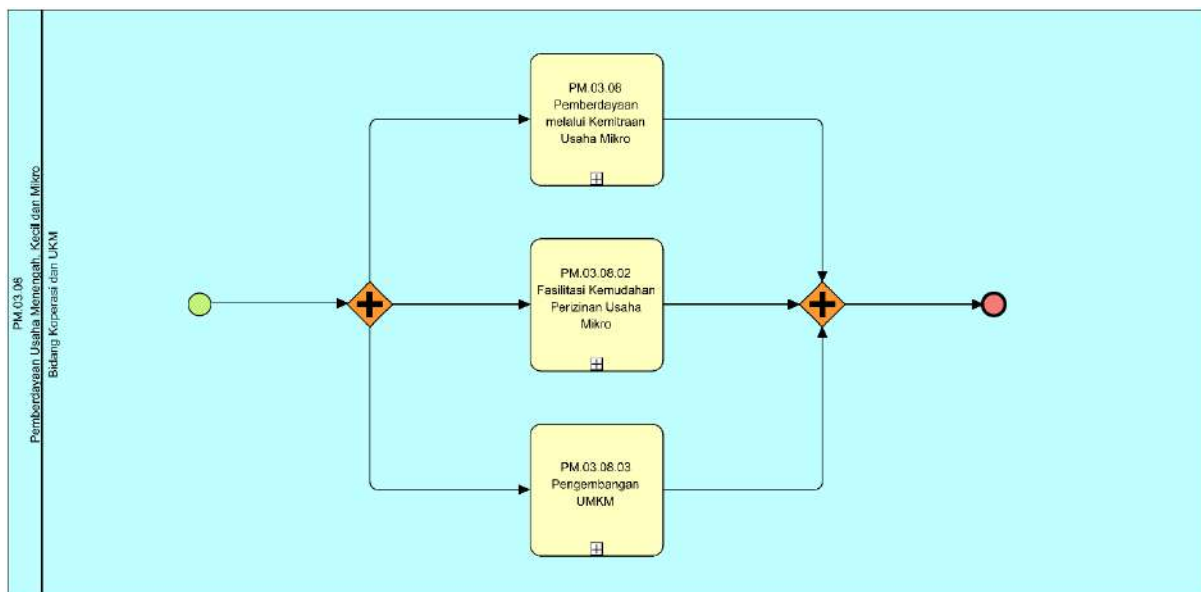 PM.03.08
Pemberdayaan Usaha Menengah, Kecil dan Mikro
Bidang Koperasi dan UKM
PM.03.08
Pemberdayaan
melalui Kemitraan
Usaha Mikro
PM.03.08.02
Fasilitasi Kemudahan
Perizinan Usaha
Mikro
PM.03.08.03
Pengembangan
UMKM